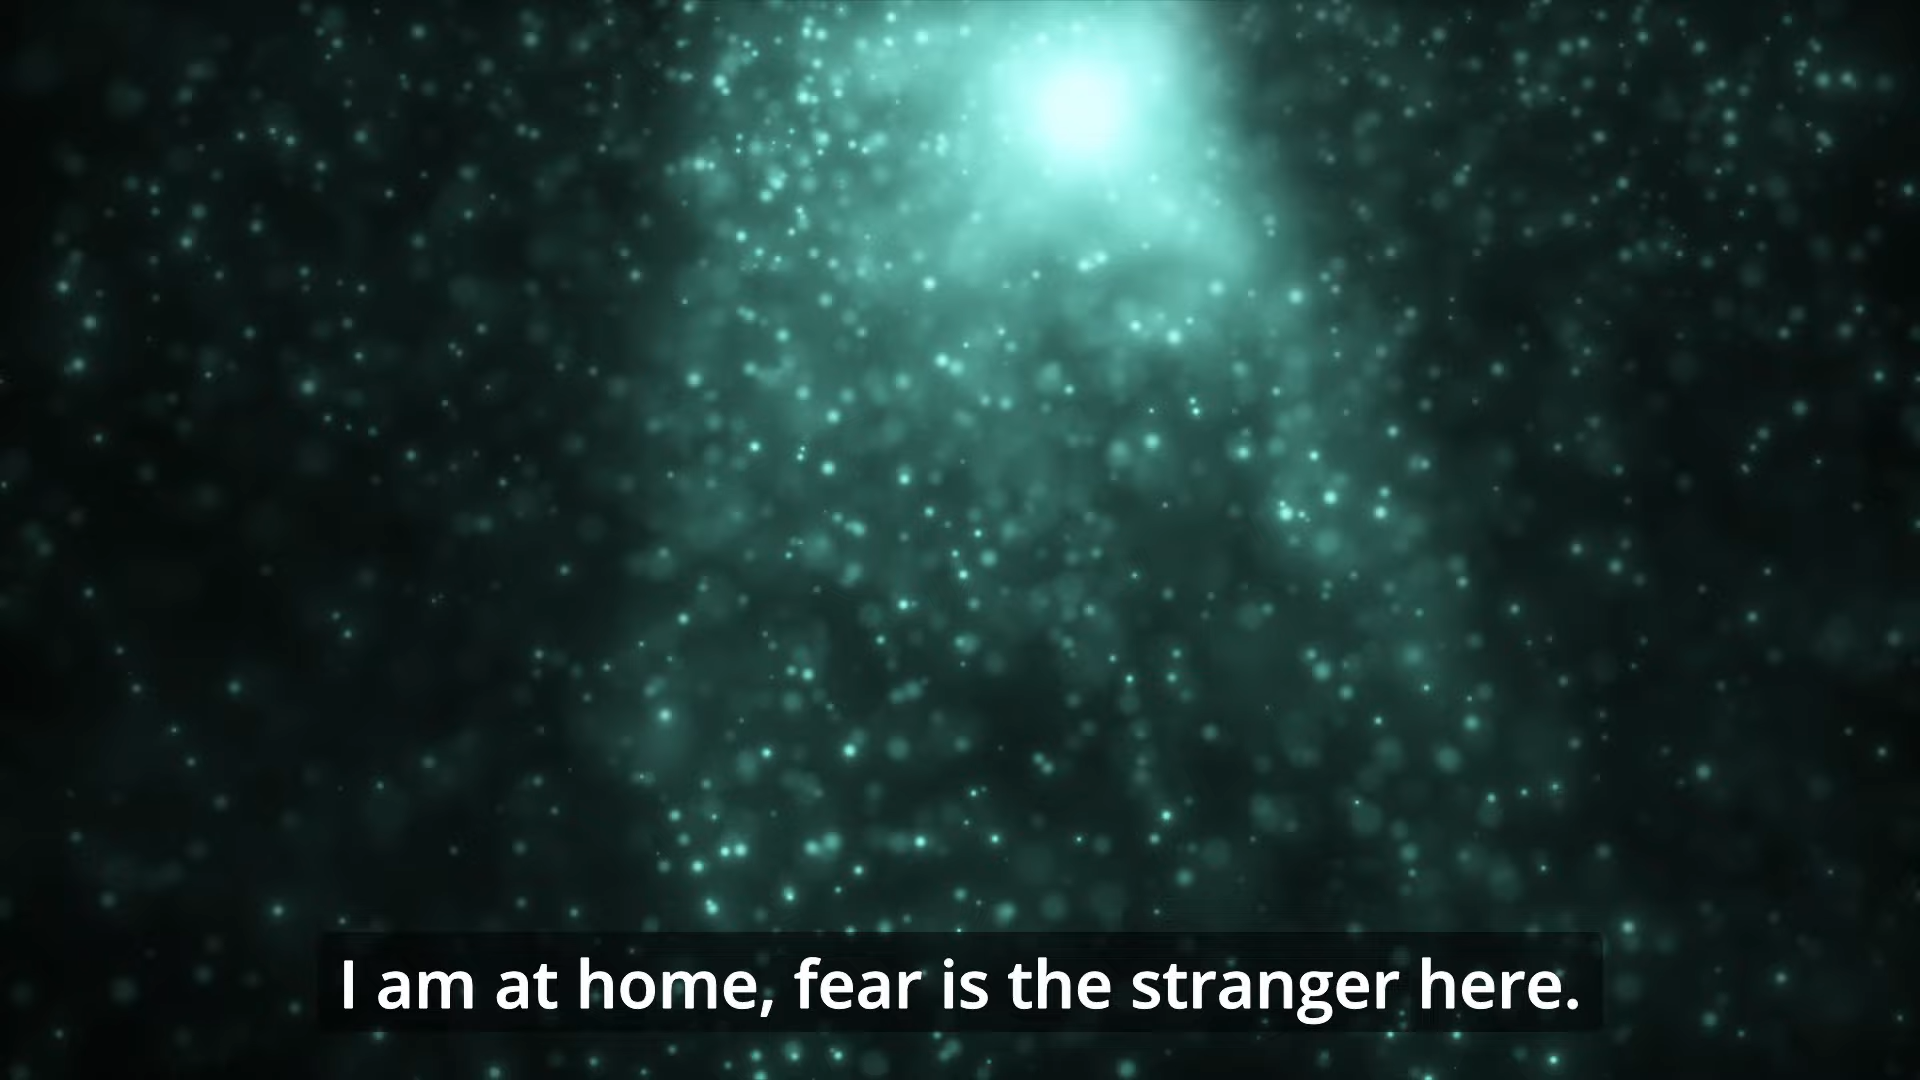 I am at home, fear is the stranger here.